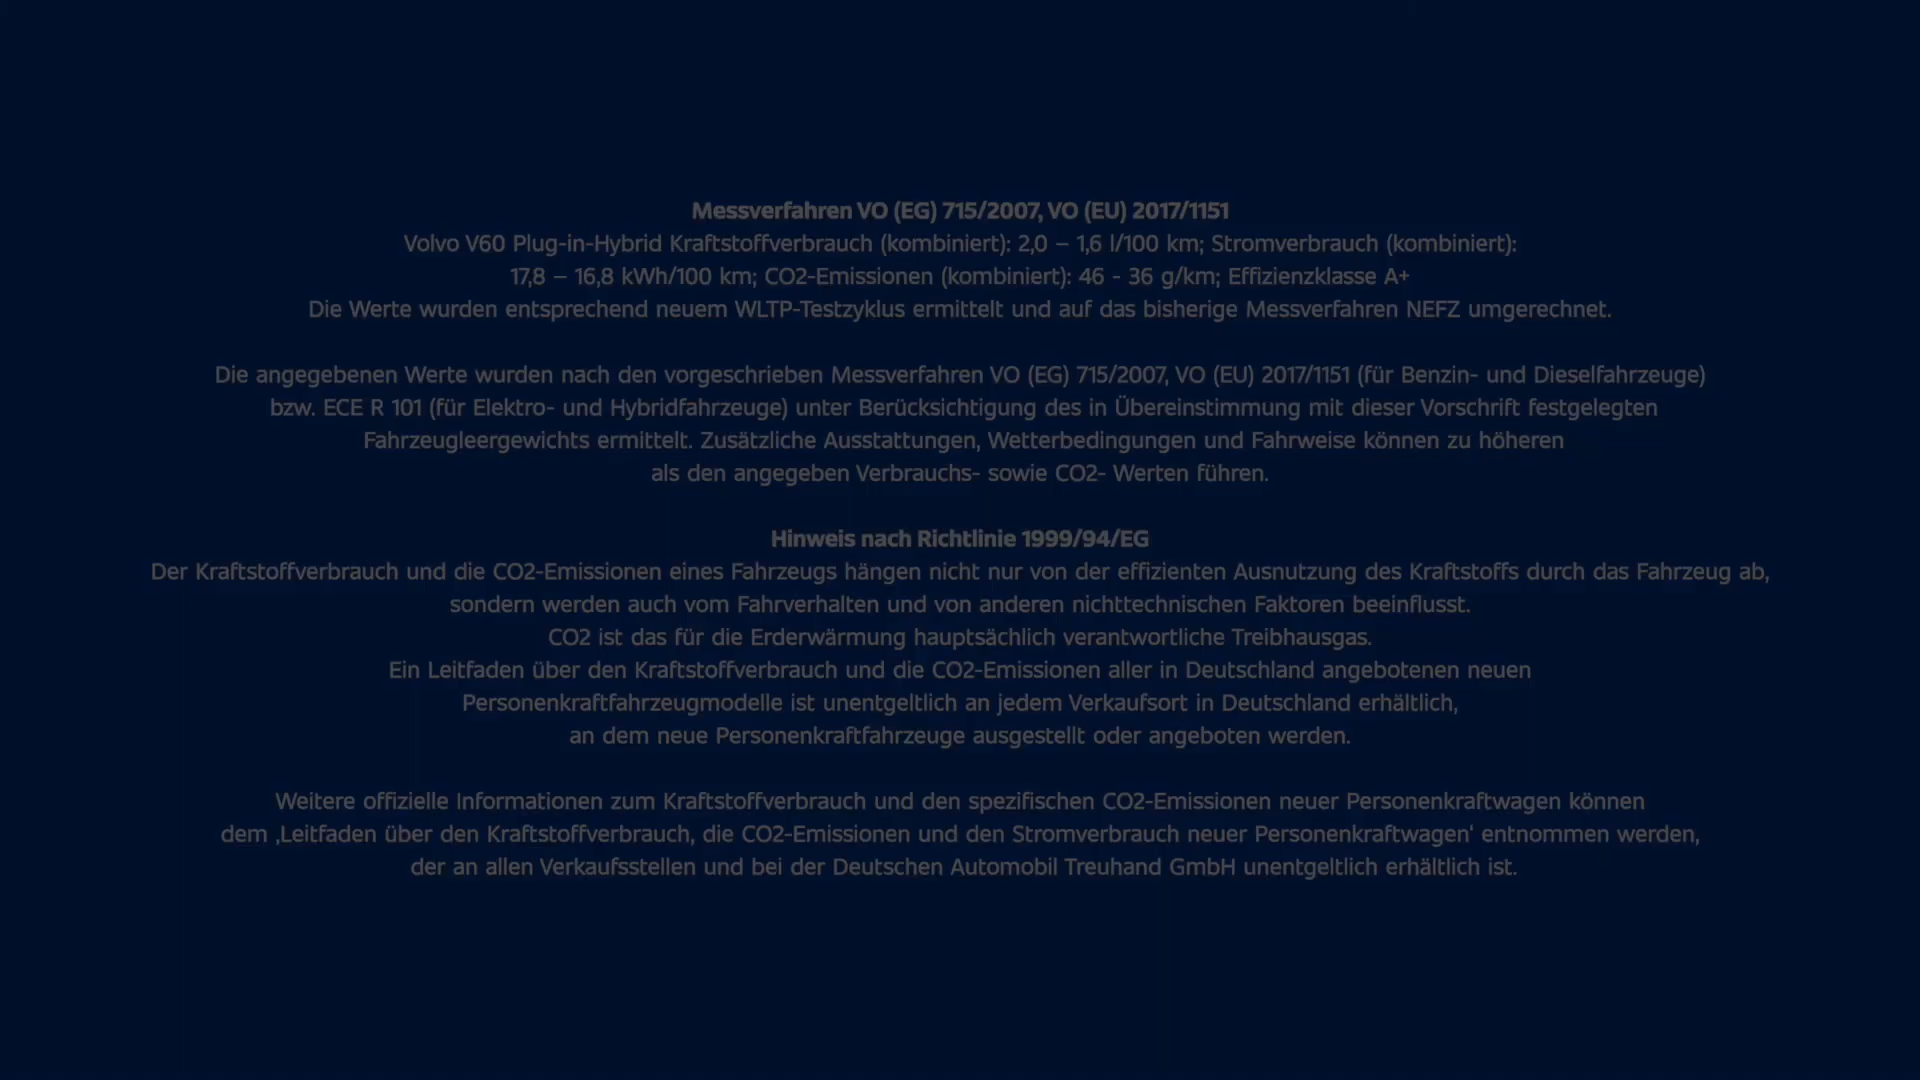 Messverfahren VO (EG) 715/2007, VO (EU) 2017/1151
Volvo V60 Plug-in-Hybrid Kraftstoffverbrauch (kombiniert): 2,0 – 1,6 l/100 km; Stromverbrauch (kombiniert):
17,8 – 16,8 kWh/100 km; CO2-Emissionen (kombiniert): 46 - 36 g/km; Effizienzklasse A+
Die Werte wurden entsprechend neuem WLTP-Testzyklus ermittelt und auf das bisherige Messverfahren NEFZ umgerechnet.
Die angegebenen Werte wurden nach den vorgeschrieben Messverfahren VO (EG) 715/2007, VO (EU) 2017/1151 (für Benzin- und Dieselfahrzeuge)
bzw. ECE R 101 (für Elektro- und Hybridfahrzeuge) unter Berücksichtigung des in Übereinstimmung mit dieser Vorschrift festgelegten
Fahrzeugleergewichts ermittelt. Zusätzliche Ausstattungen, Wetterbedingungen und Fahrweise können zu höheren
als den angegeben Verbrauchs- sowie CO2- Werten führen.
Hinweis nach Richtlinie 1999/94/EG
Der Kraftstoffverbrauch und die CO2-Emissionen eines Fahrzeugs hängen nicht nur von der effizienten Ausnutzung des Kraftstoffs durch das Fahrzeug ab,
sondern werden auch vom Fahrverhalten und von anderen nichttechnischen Faktoren beeinflusst.
CO2 ist das für die Erderwärmung hauptsächlich verantwortliche Treibhausgas.
Ein Leitfaden über den Kraftstoffverbrauch und die CO2-Emissionen aller in Deutschland angebotenen neuen
Personenkraftfahrzeugmodelle ist unentgeltlich an jedem Verkaufsort in Deutschland erhältlich,
an dem neue Personenkraftfahrzeuge ausgestellt oder angeboten werden.
Weitere offizielle Informationen zum Kraftstoffverbrauch und den spezifischen CO2-Emissionen neuer Personenkraftwagen können
dem ‚Leitfaden über den Kraftstoffverbrauch, die CO2-Emissionen und den Stromverbrauch neuer Personenkraftwagen‘ entnommen werden,
der an allen Verkaufsstellen und bei der Deutschen Automobil Treuhand GmbH unentgeltlich erhältlich ist.